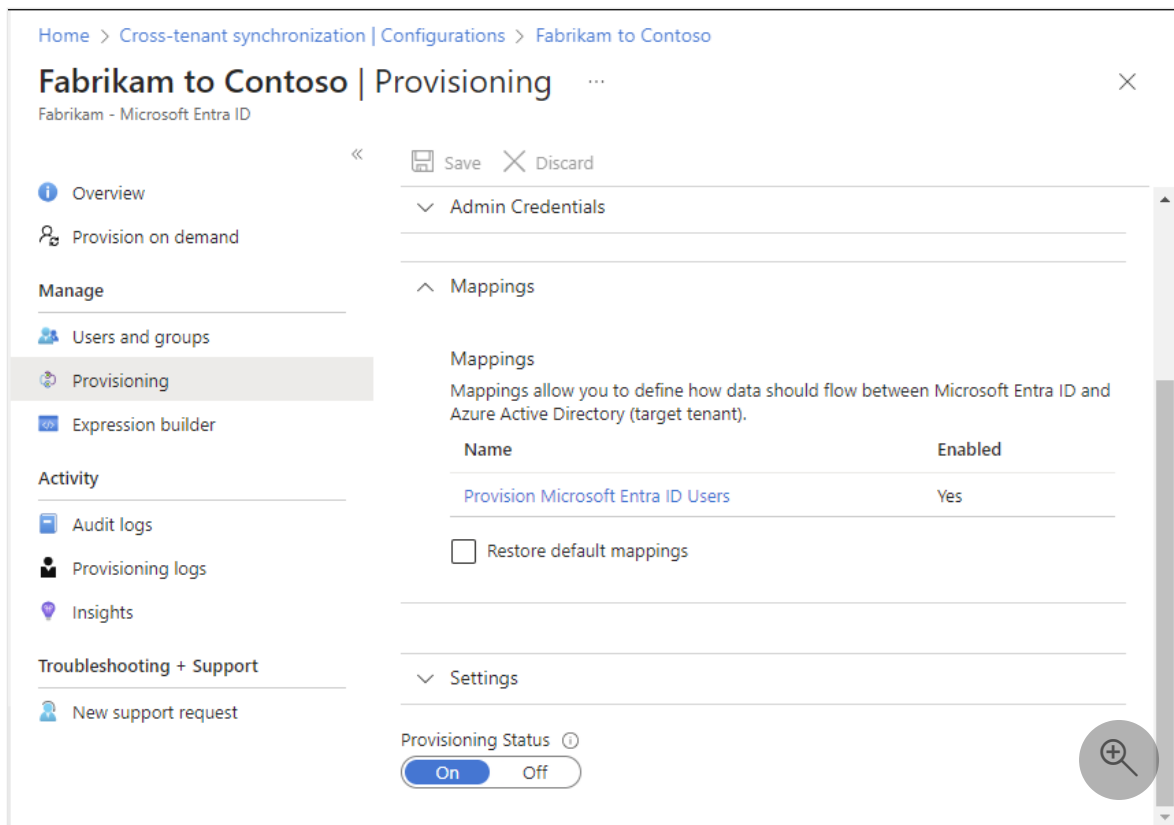 Home > Cross-tenant synchronization | Configurations > Fabrikam to Contoso
Fabrikam to Contoso | Provisioning ...
Fabrikam - Microsoft Entra ID
Overview
Provision on demand
Manage
Users and groups
Provisioning
Expression builder
Activity
Audit logs
Provisioning logs
Insights
Troubleshooting + Support
New support request
Save Discard
Admin Credentials
Mappings
Mappings
Mappings allow you to define how data should flow between Microsoft Entra ID and
Azure Active Directory (target tenant).
Name Enabled
Provision Microsoft Entra ID Users Yes
Restore default mappings
Settings
Provisioning Status
On Off